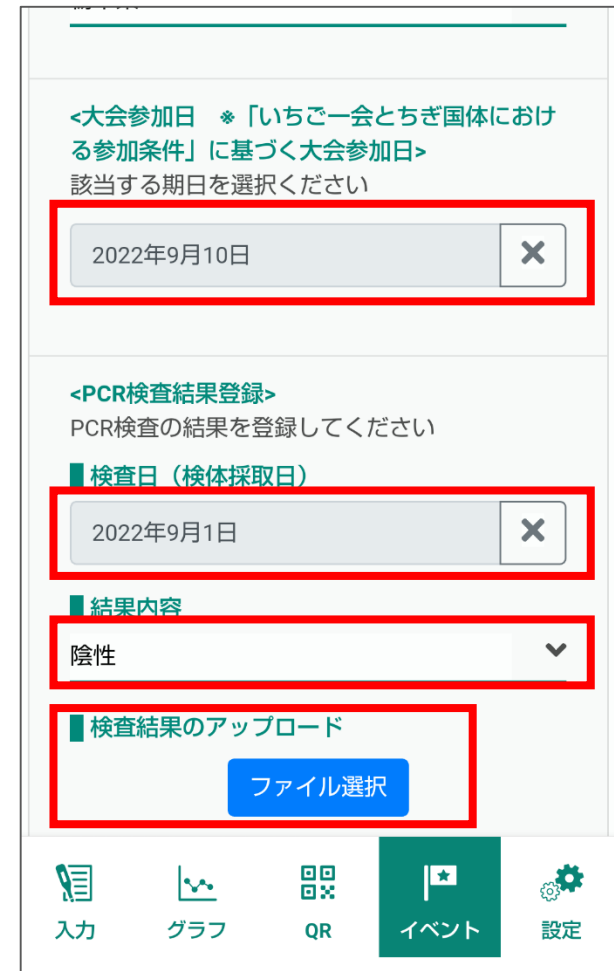 <大会参加日　※「いちご一会とちぎ国体におけ
る参加条件」に基づく大会参加日>
該当する期日を選択ください
2022年9月10日
<PCR検査結果登録>
PCR検査の結果を登録してください
検査日（検体採取日）
2022年9月1日
結果内容
陰性
検査結果のアップロード
ファイル選択
入力
グラフ
QR
イベント
設定